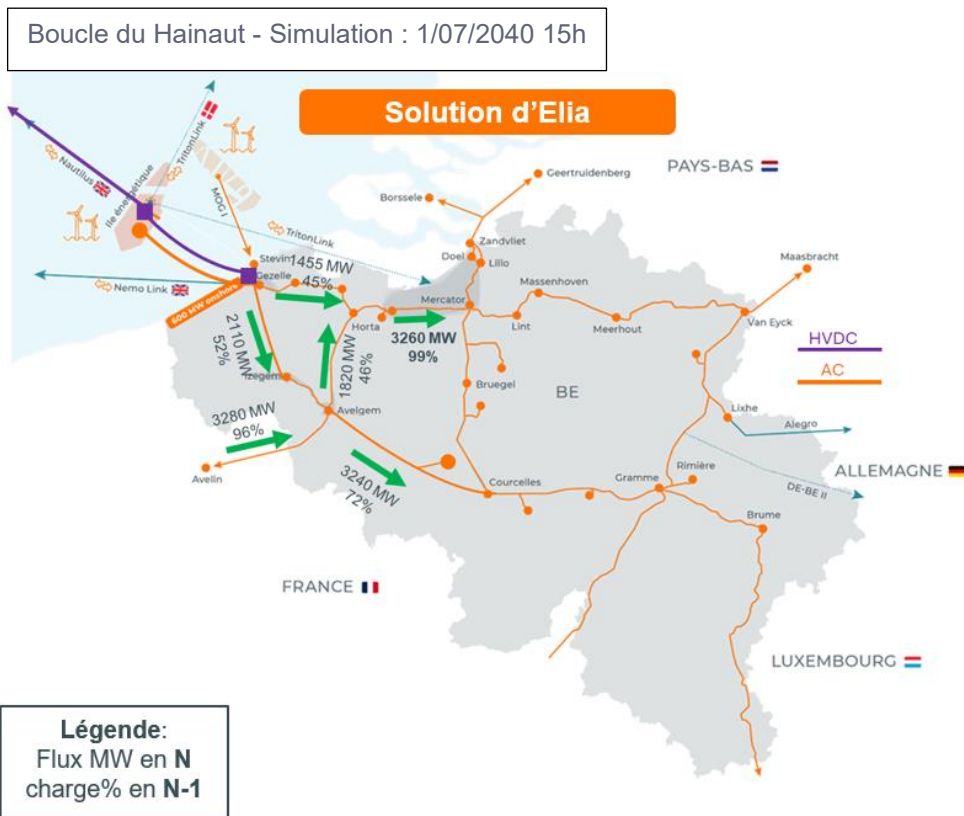 Boucle du Hainaut - Simulation : 1/07/2040 15h
Solution d'Elia
Nautilus
Ile énergétique
TritonLink
MOG I
TritonLink
Nemo Link
600 MW onshore
Stevin
Gezelle
1455 MW
45%
2110 MW
52%
Izegem
Horta
1820 MW
46%
3260 MW
99%
Avelgem
3280 MW
96%
Avelin
3240 MW
72%
Borssele
Geertruidenberg
PAYS-BAS
Zandvliet
Doel
Lillo
Mercator
Massenhoven
Lint
Meerhout
Maasbracht
Van Eyck
HVDC
AC
Bruegel
BE
Lixhe
Alegro
ALLEMAGNE
DE-BE II
Courcelles
Gramme
Rimière
Brume
FRANCE
LUXEMBOURG
Légende:
Flux MW en N
charge% en N-1